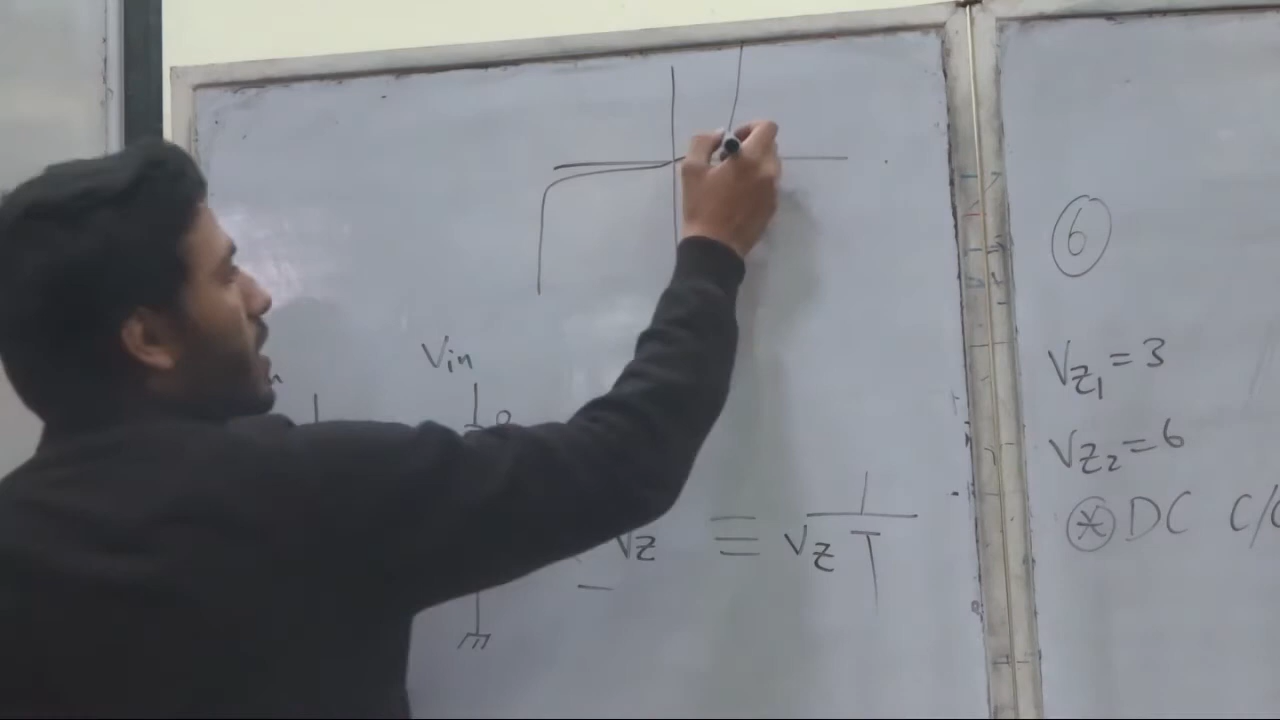 Vin
VZ ≡ VZ
⑥
VZ1 = 3
VZ2 = 6
⊛ DC